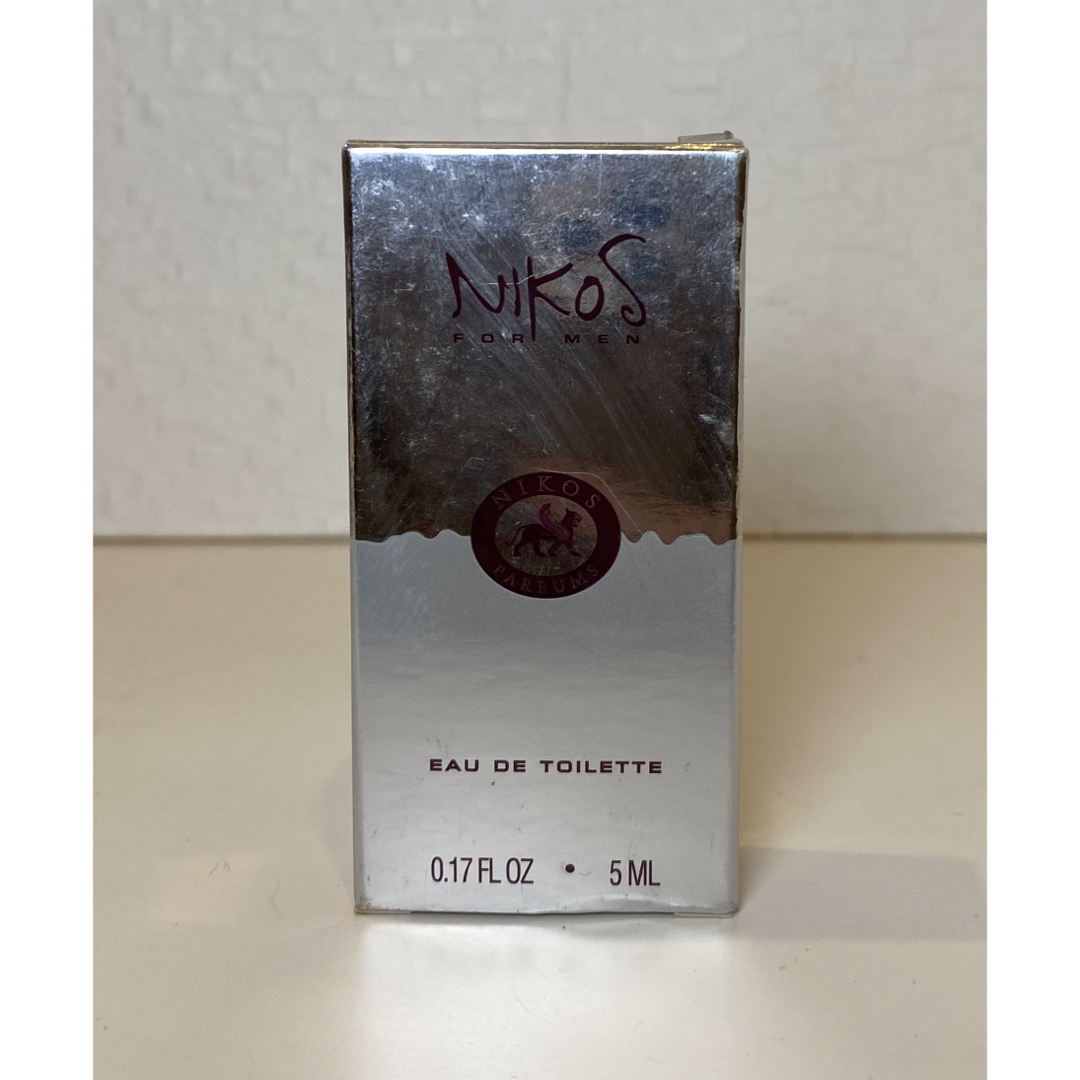 NIKOS
FOR MEN
NIKOS
PARFUMS
EAU DE TOILETTE
0.17 FL OZ • 5 ML